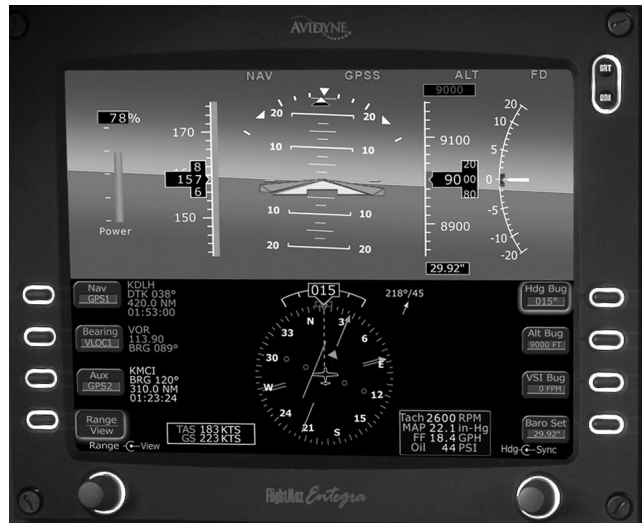 AVIDYNE
BRT
DIM
NAV GPSS ALT FD
9000
78%
Power
170
8
157
6
150
20 20
10 10
10 10
20 20
9100
20
9000
80
8900
29.92"
20
10
5
0
-5
-10
-20
Nav
GPS1
KDLH
DTK 038°
420.0 NM
01:53:00
Bearing
VLOC1
VOR
113.90
BRG 089°
Aux
GPS2
KMCI
BRG 120°
310.0 NM
01:23:24
Range
View
Range View
015
218°/45
N 3 6 E 12 15 S 21 24 W 30 33
TAS 183 KTS
GS 223 KTS
Tach 2600 RPM
MAP 22.1 in-Hg
FF 18.4 GPH
Oil 44 PSI
Hdg Bug
015°
Alt Bug
9000 FT
VSI Bug
0 FPM
Baro Set
29.92"
Hdg Sync
FlightMax Entegra